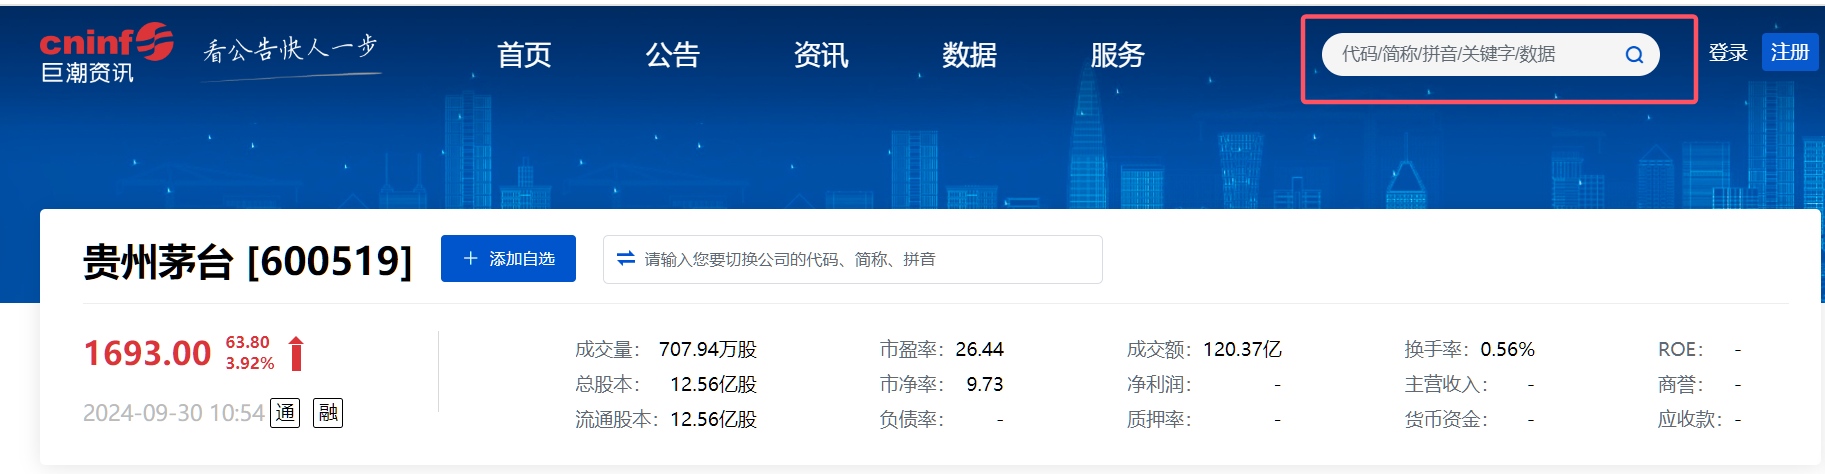 cninf
巨潮资讯
看公告快人一步
首页 公告 资讯 数据 服务
代码/简称/拼音/关键字/数据
登录 注册
贵州茅台 [600519]
+ 添加自选
请输入您要切换公司的代码、简称、拼音
1693.00 63.80
3.92%
2024-09-30 10:54 通 融
成交量： 707.94万股 市盈率：26.44 成交额：120.37亿 换手率：0.56% ROE： -
总股本： 12.56亿股 市净率： 9.73 净利润： - 主营收入： - 商誉： -
流通股本：12.56亿股 负债率： - 质押率： - 货币资金： - 应收款： -